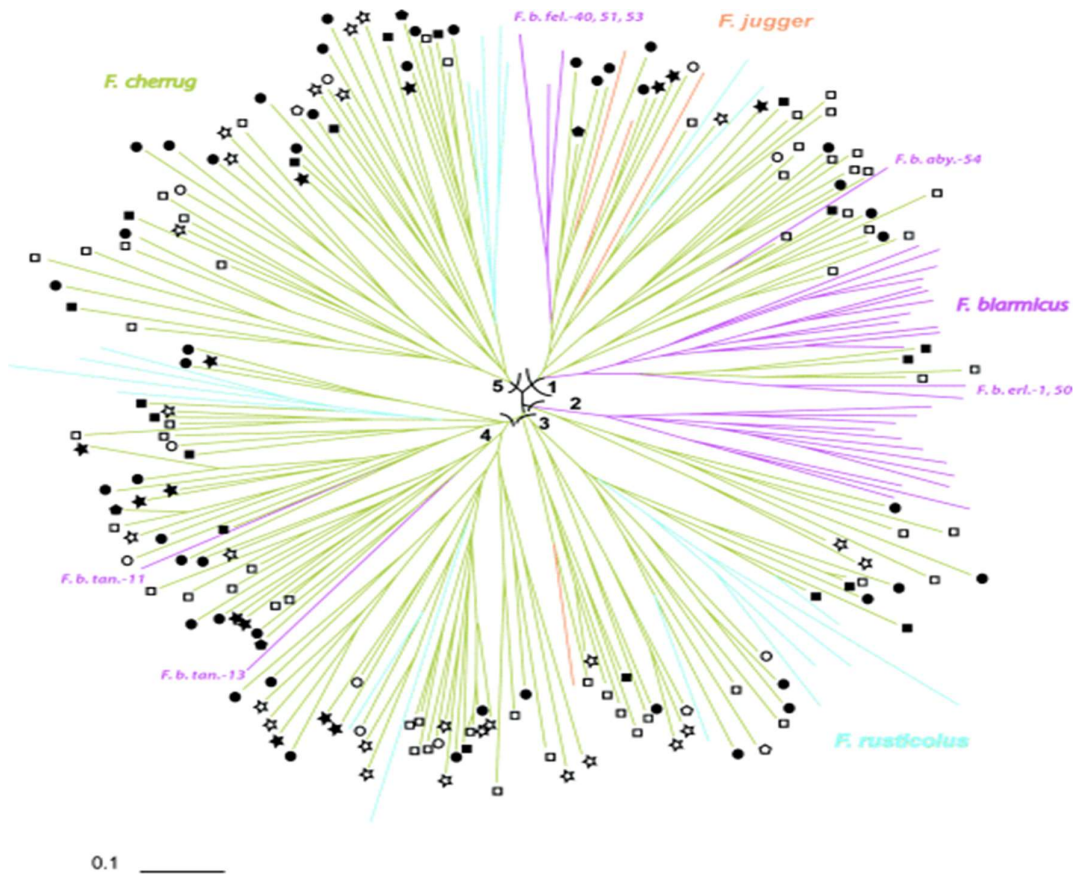 F. b. fel.-40, 51, 53
F. jugger
F. cherrug
F. b. aby.-54
F. biarmicus
5
1
F. b. erl.-1, 50
2
3
4
F. b. tan.-11
F. b. tan.-13
F. rusticolus
0.1